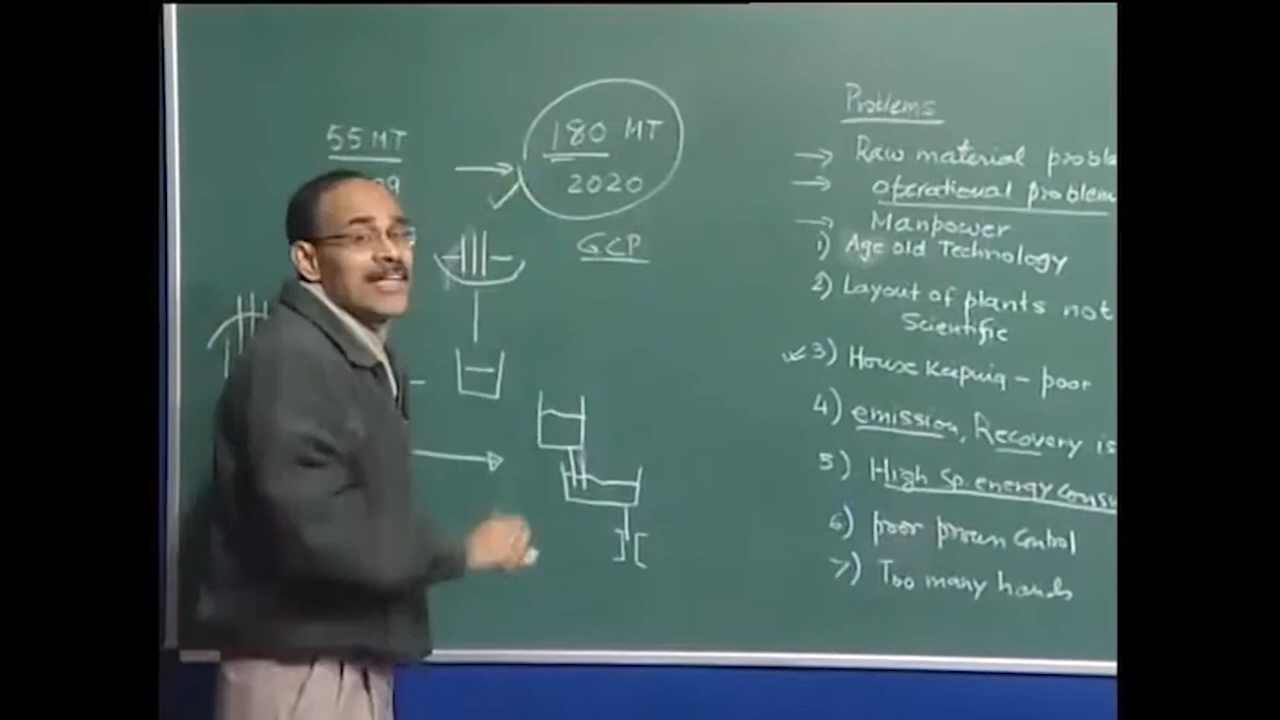 55 MT
09
180 MT
2020
GCP
Problems
→ Raw material proble
→ operational problem
→ Manpower
1) Age old Technology
2) Layout of plants not
Scientific
✓3) House Keeping - poor
4) emission, Recovery is
5) High Sp. energy Consu
6) poor process Control
7) Too many hands